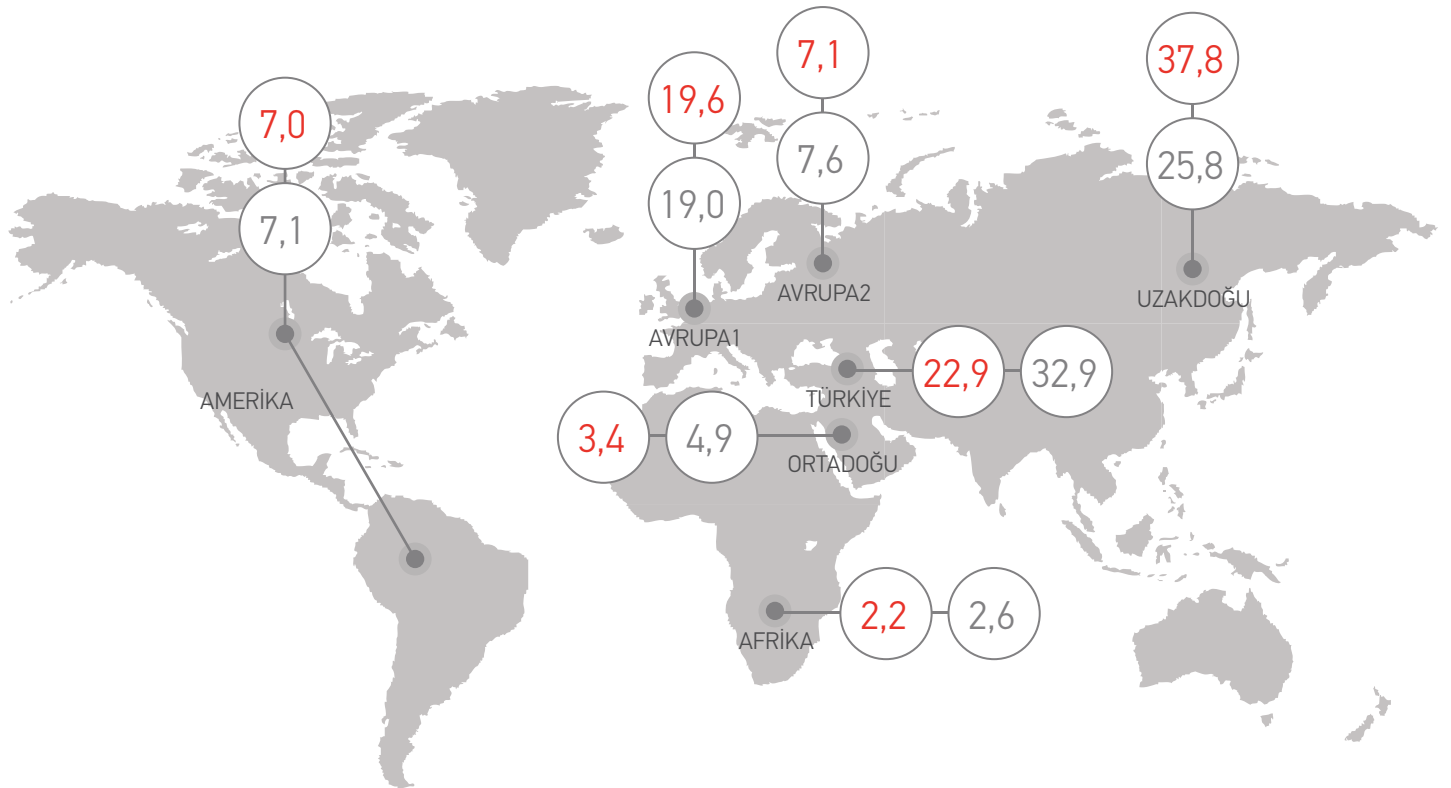 7,0
7,1
AMERİKA
19,6
19,0
AVRUPA1
7,1
7,6
AVRUPA2
37,8
25,8
UZAKDOĞU
22,9 32,9
TÜRKİYE
3,4 4,9
ORTADOĞU
2,2 2,6
AFRİKA